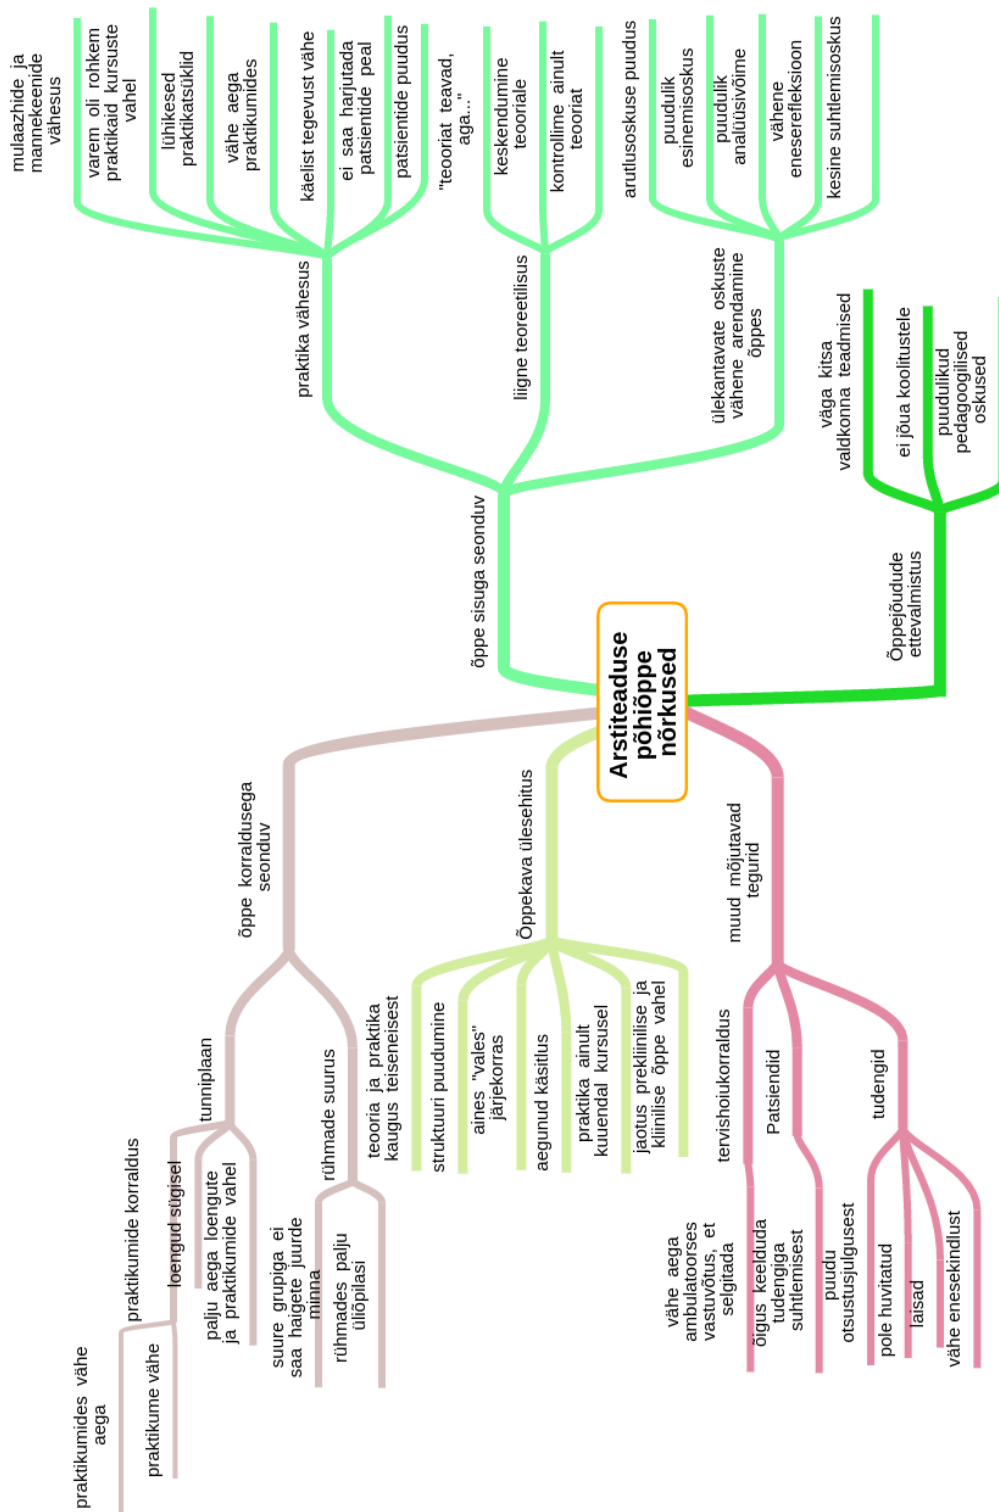 Arstiteaduse
põhiõppe
nõrkused
õppe sisuga seonduv
praktika vähesus
mulaazhide ja
mannekeenide
vähesus
varem oli rohkem
praktikaid kursuste
vahel
lühikesed
praktikatsüklid
vähe aega
praktikumides
käelist tegevust vähe
ei saa harjutada
patsientide peal
patsientide puudus
liigne teoreetilisus
"teooriat teavad,
aga..."
keskendumine
teooriale
kontrollime ainult
teooriat
ülekantavate oskuste
vähene arendamine
õppes
arutlusoskuse puudus
puudulik
esinemisoskus
puudulik
analüüsivõime
vähene
enesereefleksioon
kesine suhtlemisoskus
Õppejõudude
ettevalmistus
väga kitsa
valdkonna teadmised
ei jõua koolitustele
puudulikud
pedagoogilised
oskused
õppe korraldusega
seonduv
tunniplaan
praktikumide korraldus
praktikumides vähe
aega
praktikume vähe
loengud sügisel
palju aega loengute
ja praktikumide vahel
rühmade suurus
suure grupiga ei
saa haigete juurde
minna
rühmades palju
üliõpilasi
Õppekava ülesehitus
teooria ja praktika
kaugus teiseneisest
struktuuri puudumine
aines "vales"
järjekorras
aegunud käsitlus
praktika ainult
kuuendal kursusel
jaotus prekliinilise ja
kliinilise õppe vahel
muud mõjutavad
tegurid
tervishoiukorraldus
vähe aega
ambulatoorses
vastuvõtus, et
selgitada
Patsiendid
õigus keelduda
tudengiga
suhtlemisest
tudengid
puudu
otsustusjulgusest
pole huvitatud
laisad
vähe enesekindlust